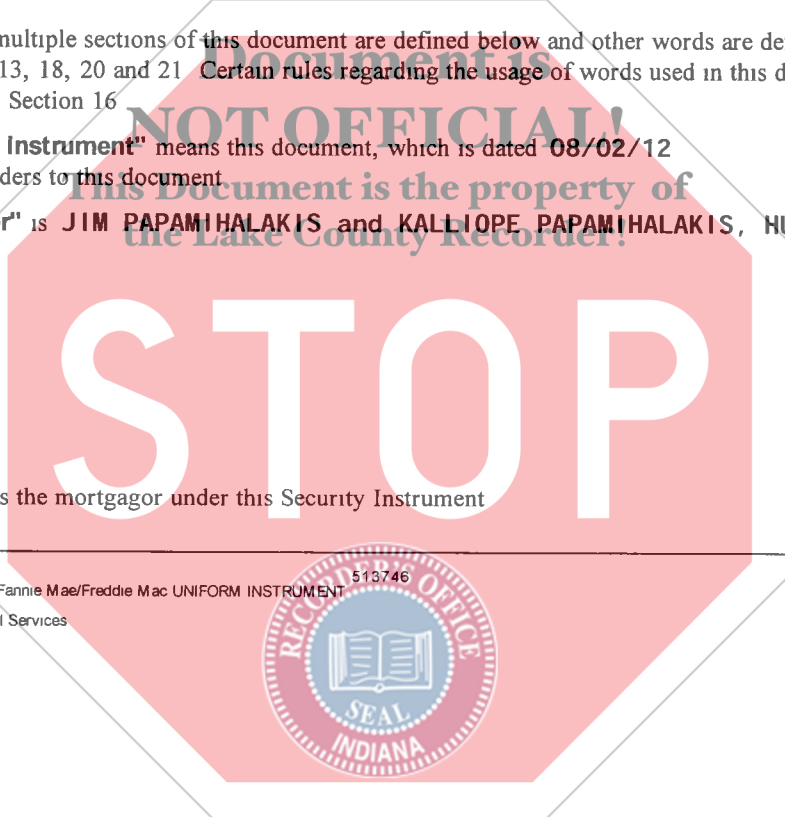 multiple sections of this document are defined below and other words are de
Document is
13, 18, 20 and 21 Certain rules regarding the usage of words used in this d
Section 16
NOT OFFICIAL!
Instrument" means this document, which is dated 08/02/12
ders to this document
This Document is the property of
r" is JIM PAPAMIHALAKIS and KALLIOPE PAPAMIHALAKIS, HU
the Lake County Recorder!
STOP
s the mortgagor under this Security Instrument
513746
Fannie Mae/Freddie Mac UNIFORM INSTRUMENT
l Services
RECORDER'S OFFICE
SEAL
INDIANA